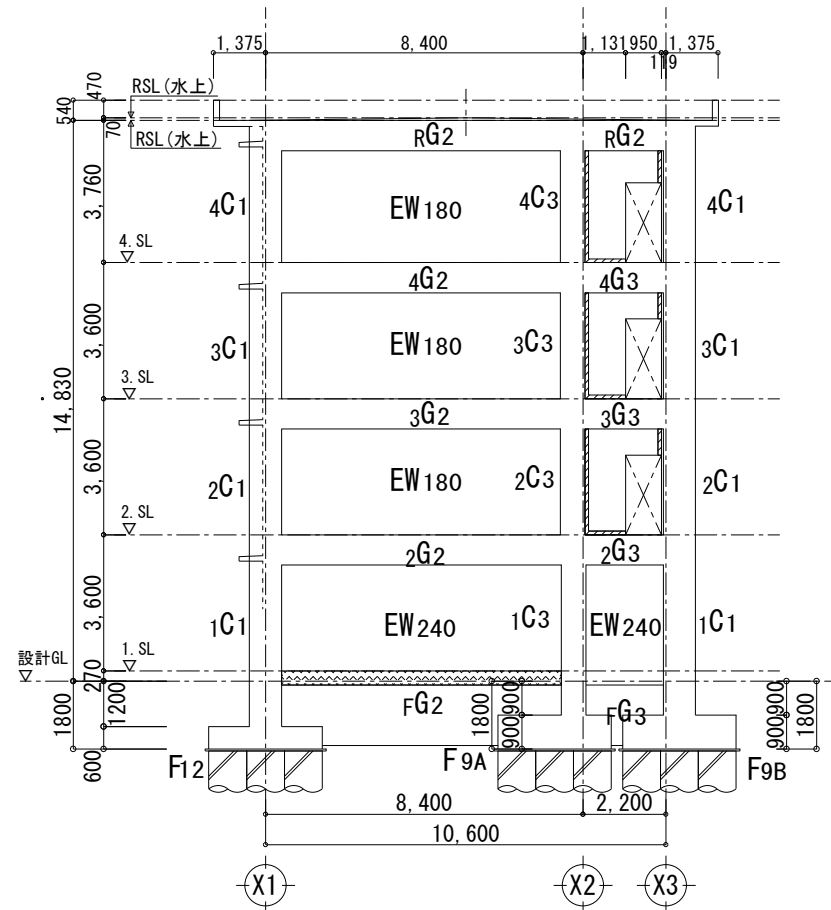 1,375
8,400
1,131
950
1,375
119
540
470
RSL(水上)
70
RSL(水上)
RG2
RG2
3,760
4C1
EW180
4C3
4C1
4.SL
4G2
4G3
3,600
3C1
EW180
3C3
3C1
3.SL
14,830
3G2
3G3
3,600
2C1
EW180
2C3
2C1
2.SL
2G2
2G3
3,600
1C1
EW240
1C3
EW240
1C1
1.SL
設計GL
270
1800
1200
600
FG2
1800
900
900
FG3
900
900
1800
F12
F9A
F9B
8,400
2,200
10,600
X1
X2
X3